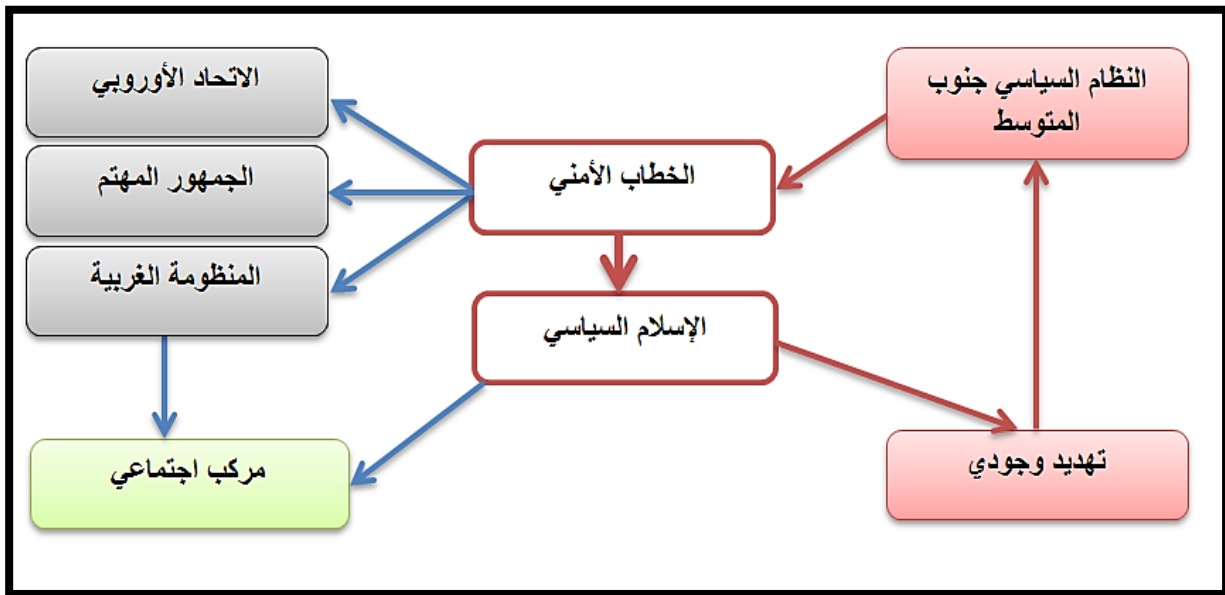 النظام السياسي جنوب
المتوسط
الاتحاد الأوروبي
الخطاب الأمني
الجمهور المهتم
المنظومة الغربية
الإسلام السياسي
تهديد وجودي
مركب اجتماعي